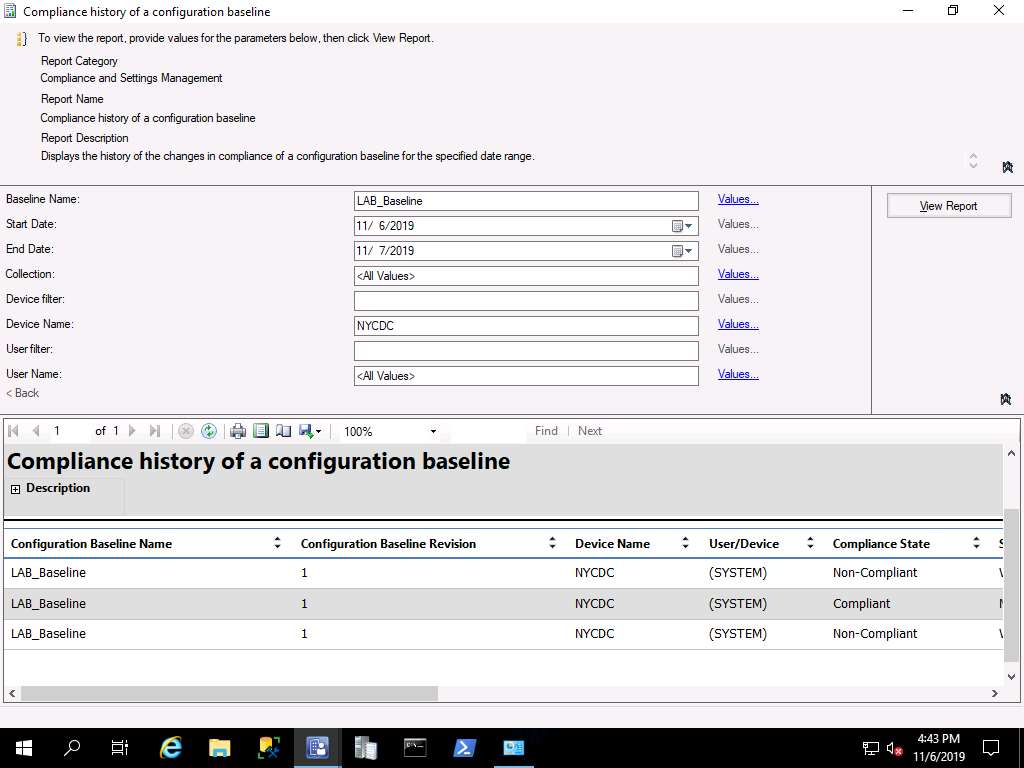 Compliance history of a configuration baseline
To view the report, provide values for the parameters below, then click View Report.
Report Category
Compliance and Settings Management
Report Name
Compliance history of a configuration baseline
Report Description
Displays the history of the changes in compliance of a configuration baseline for the specified date range.
Baseline Name: LAB_Baseline Values... View Report
Start Date: 11/ 6/2019 Values...
End Date: 11/ 7/2019 Values...
Collection: <All Values> Values...
Device filter: Values...
Device Name: NYCDC Values...
User filter: Values...
User Name: <All Values> Values...
< Back
1 of 1 100% Find | Next
Compliance history of a configuration baseline
Description
Configuration Baseline Name Configuration Baseline Revision Device Name User/Device Compliance State
LAB_Baseline 1 NYCDC (SYSTEM) Non-Compliant
LAB_Baseline 1 NYCDC (SYSTEM) Compliant
LAB_Baseline 1 NYCDC (SYSTEM) Non-Compliant
4:43 PM
11/6/2019